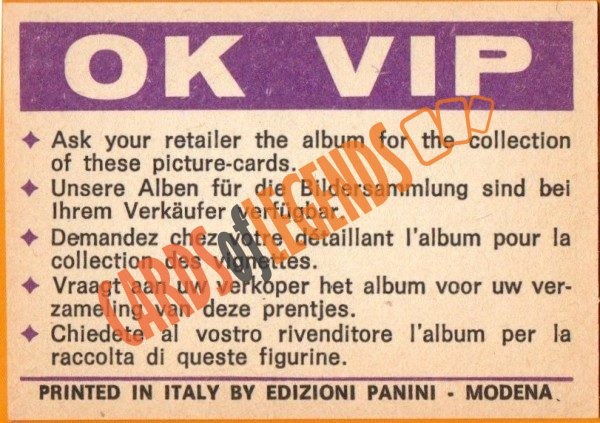 OK VIP
✦ Ask your retailer the album for the collection
of these picture-cards.
✦ Unsere Alben für die Bildersammlung sind bei
Ihrem Verkäufer verfügbar.
✦ Demandez chez votre détaillant l'album pour la
collection des vignettes.
✦ Vraagt aan uw verkoper het album voor uw ver-
zameling van deze prentjes.
✦ Chiedete al vostro rivenditore l'album per la
raccolta di queste figurine.
PRINTED IN ITALY BY EDIZIONI PANINI - MODENA
CARDS of LEGENDS